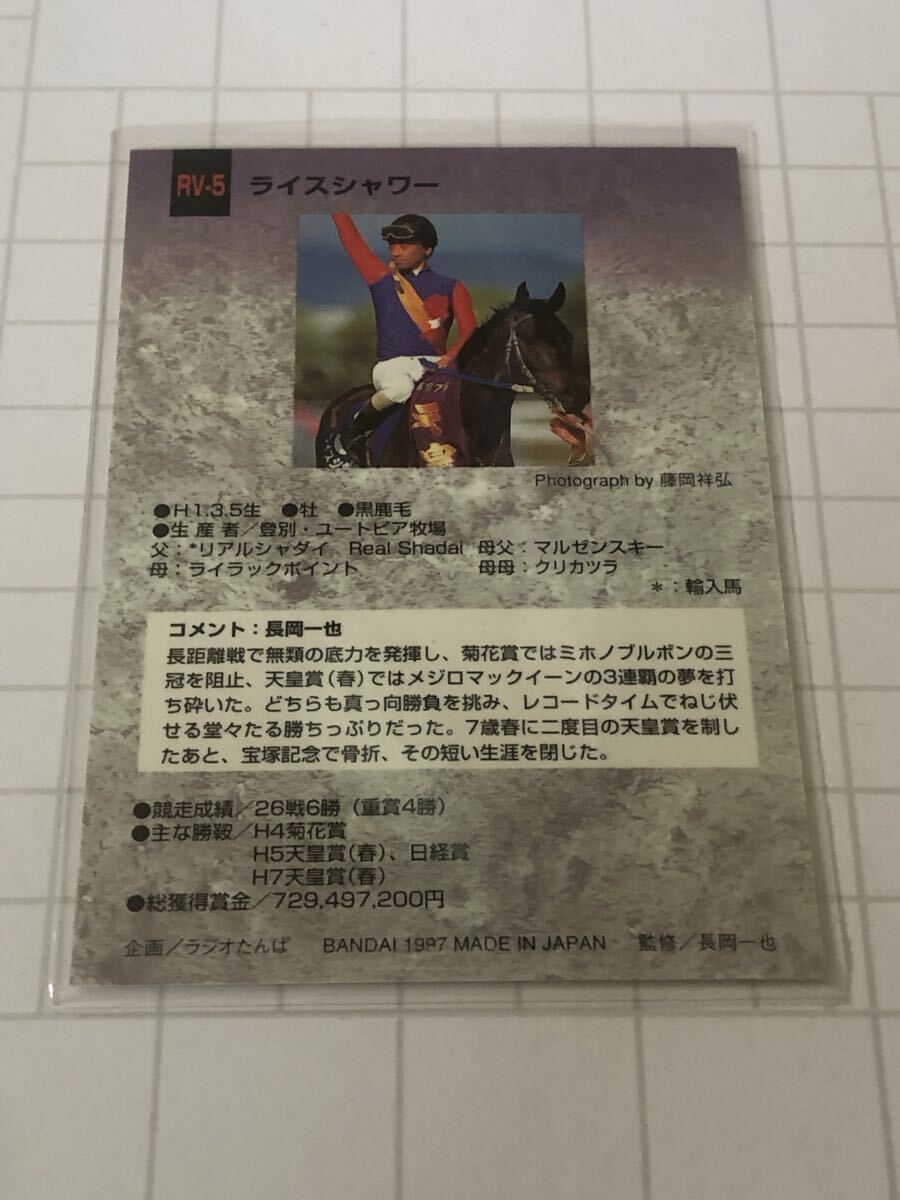 RV-5 ライスシャワー
Photograph by 藤岡祥弘
●H1.3.5生 ●牡 ●黒鹿毛
●生産者／登別・ユートピア牧場
父：*リアルシャダイ Real Shadai 母父：マルゼンスキー
母：ライラックポイント 母母：クリカツラ
＊：輸入馬
コメント：長岡一也
長距離戦で無類の底力を発揮し、菊花賞ではミホノブルボンの三
冠を阻止、天皇賞（春）ではメジロマックイーンの3連覇の夢を打
ち砕いた。どちらも真っ向勝負を挑み、レコードタイムでねじ伏
せる堂々たる勝ちっぷりだった。7歳春に二度目の天皇賞を制し
たあと、宝塚記念で骨折、その短い生涯を閉じた。
●競走成績／26戦6勝（重賞4勝）
●主な勝鞍／H4菊花賞
H5天皇賞（春）、日経賞
H7天皇賞（春）
●総獲得賞金／729,497,200円
企画／ラジオたんぱ BANDAI 1997 MADE IN JAPAN 監修／長岡一也